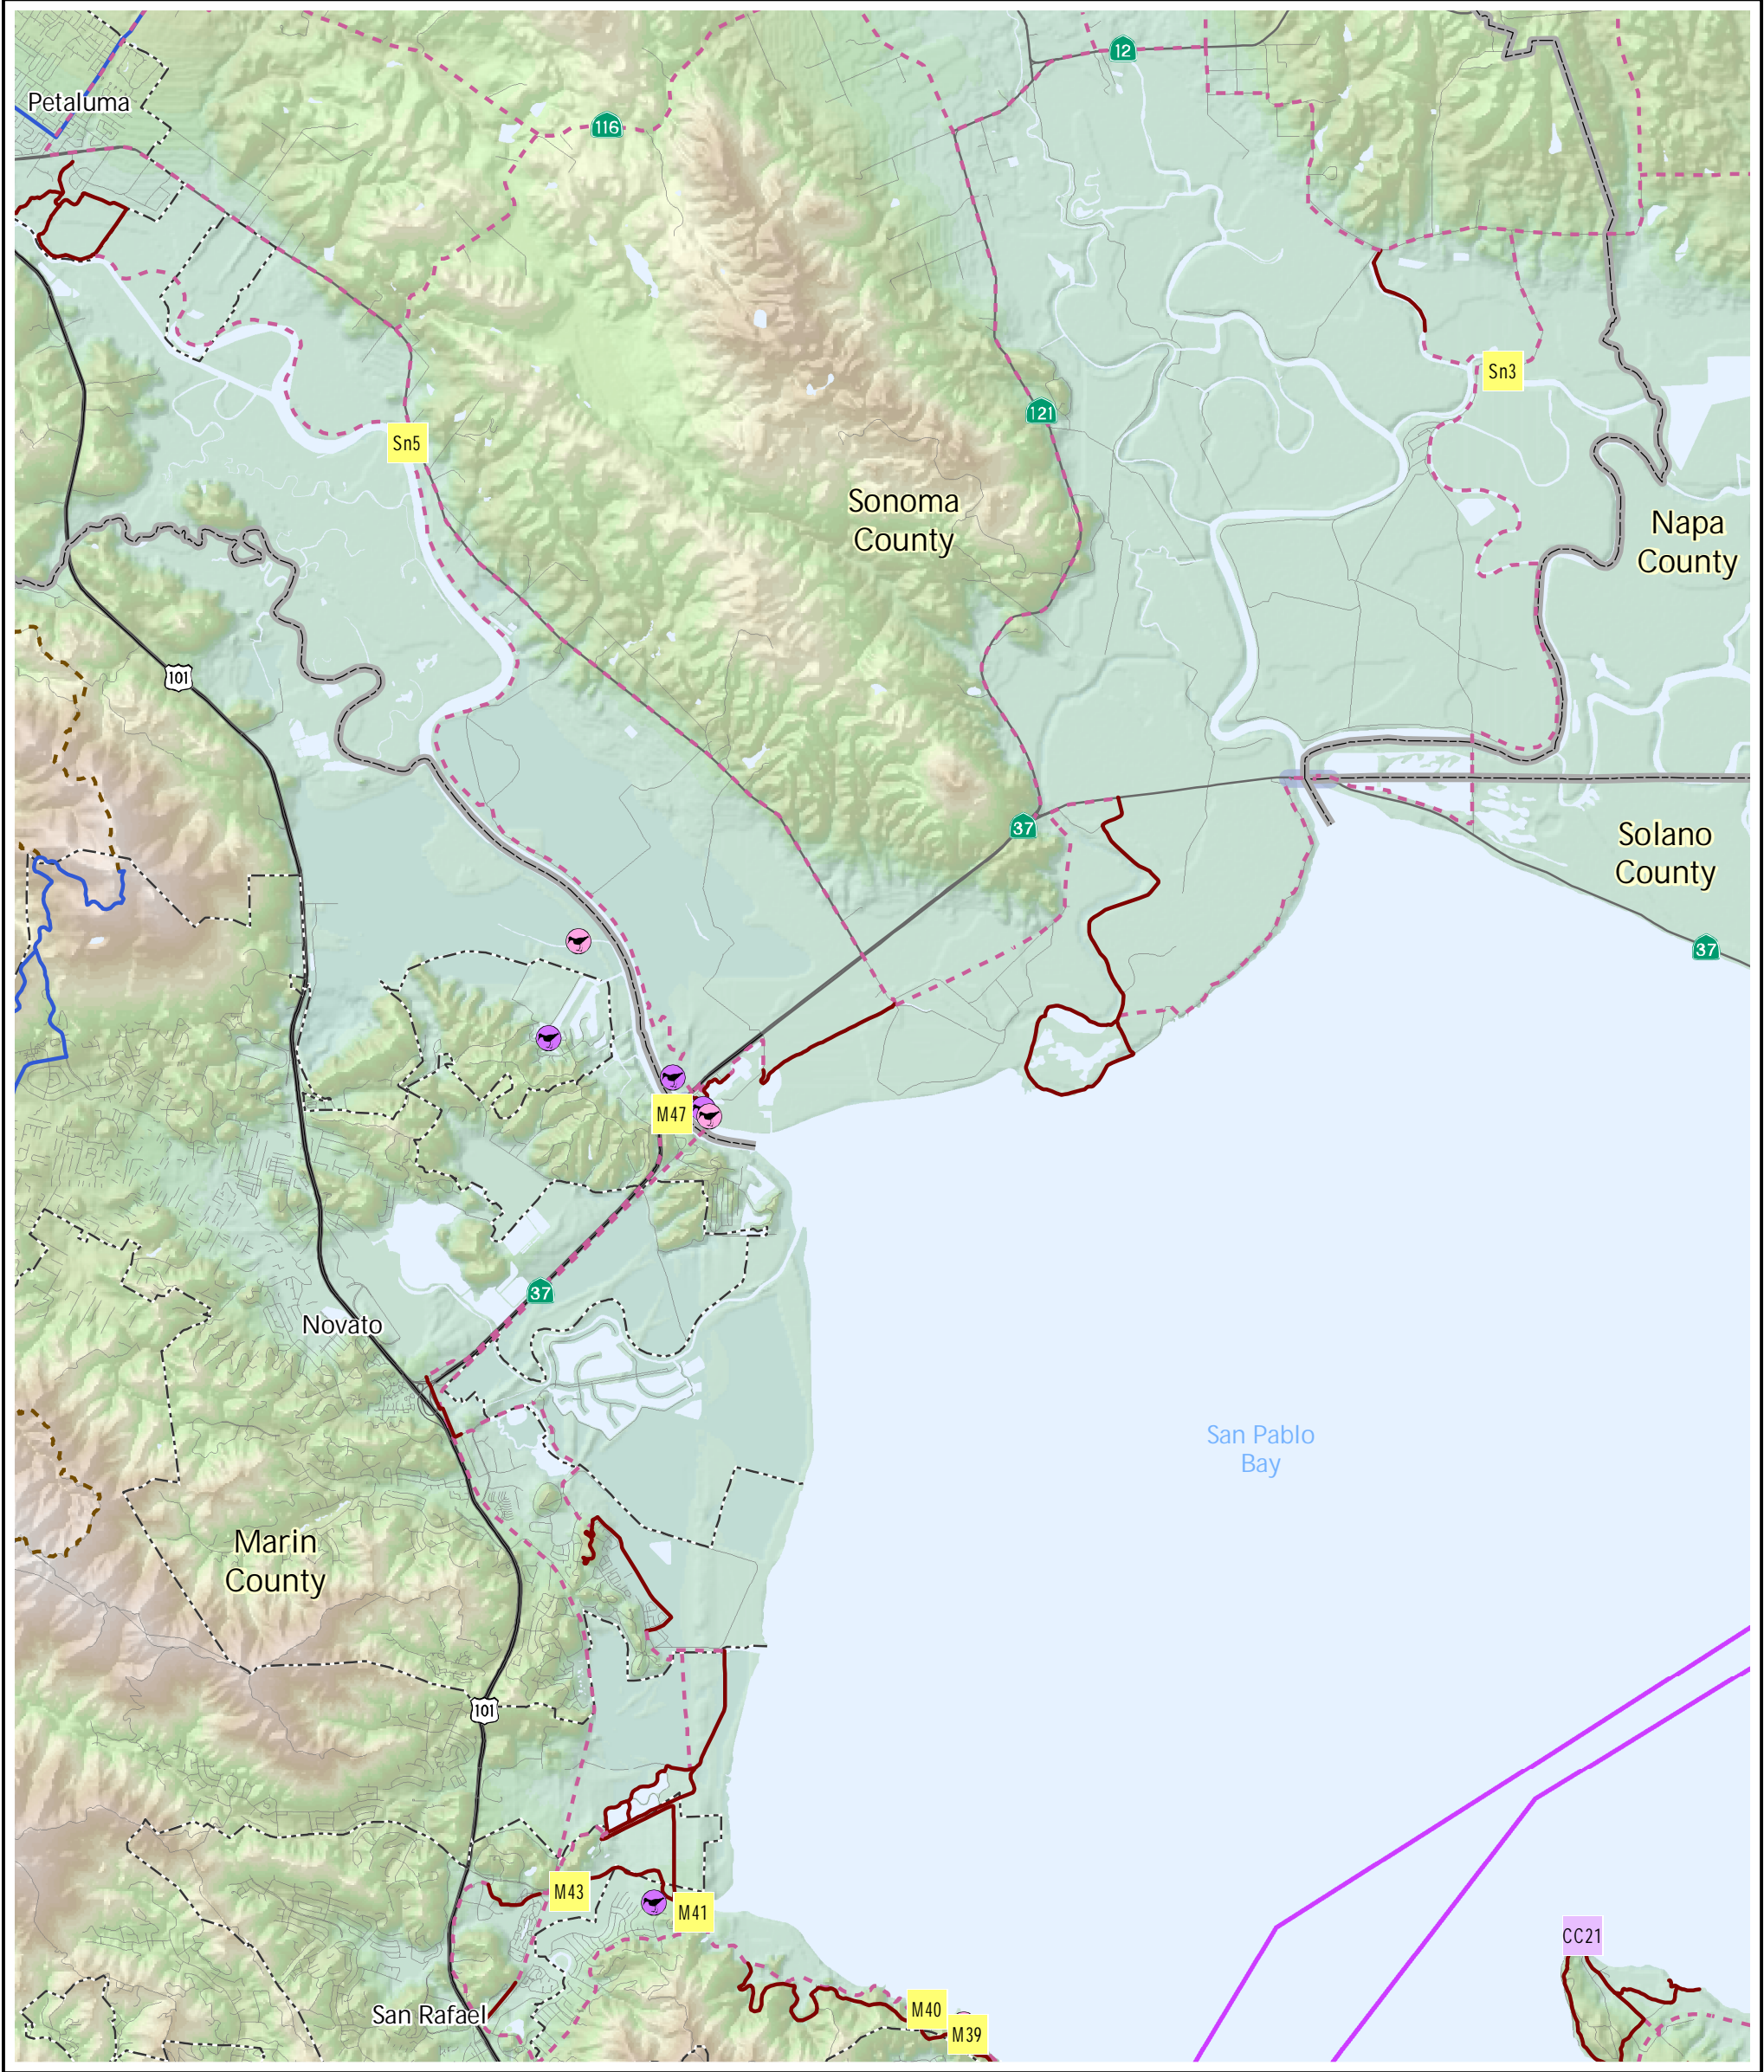 12
Petaluma
116
Sn3
121
Sn5
Sonoma
County
Napa
County
101
37
Solano
County
37
M47
37
Novato
San Pablo
Bay
Marin
County
101
M43
M41
CC21
M40
San Rafael
M39